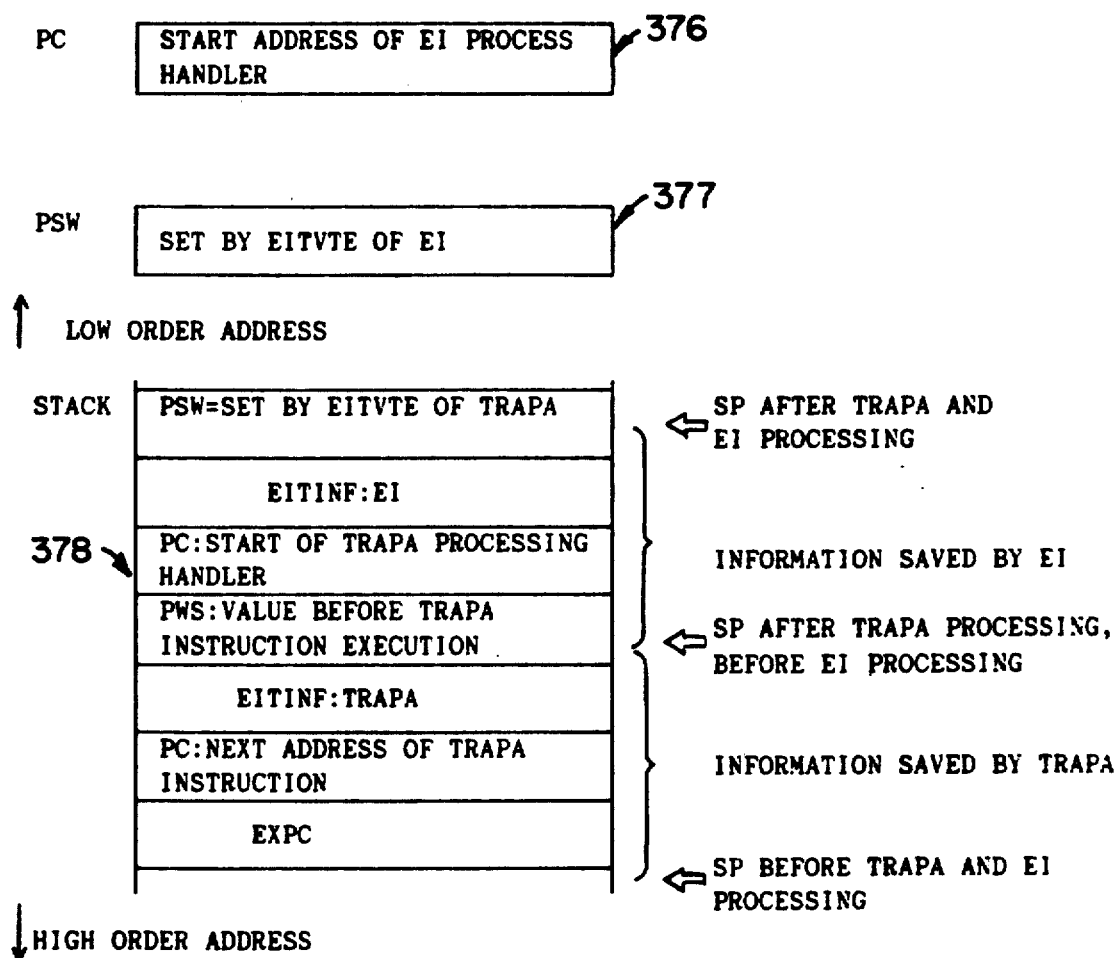 PC
START ADDRESS OF EI PROCESS
HANDLER
376
PSW
SET BY EITVTE OF EI
377
LOW ORDER ADDRESS
STACK
PSW=SET BY EITVTE OF TRAPA
SP AFTER TRAPA AND
EI PROCESSING
EITINF:EI
378
PC:START OF TRAPA PROCESSING
HANDLER
INFORMATION SAVED BY EI
PWS:VALUE BEFORE TRAPA
INSTRUCTION EXECUTION
SP AFTER TRAPA PROCESSING,
BEFORE EI PROCESSING
EITINF:TRAPA
PC:NEXT ADDRESS OF TRAPA
INSTRUCTION
INFORMATION SAVED BY TRAPA
EXPC
SP BEFORE TRAPA AND EI
PROCESSING
HIGH ORDER ADDRESS